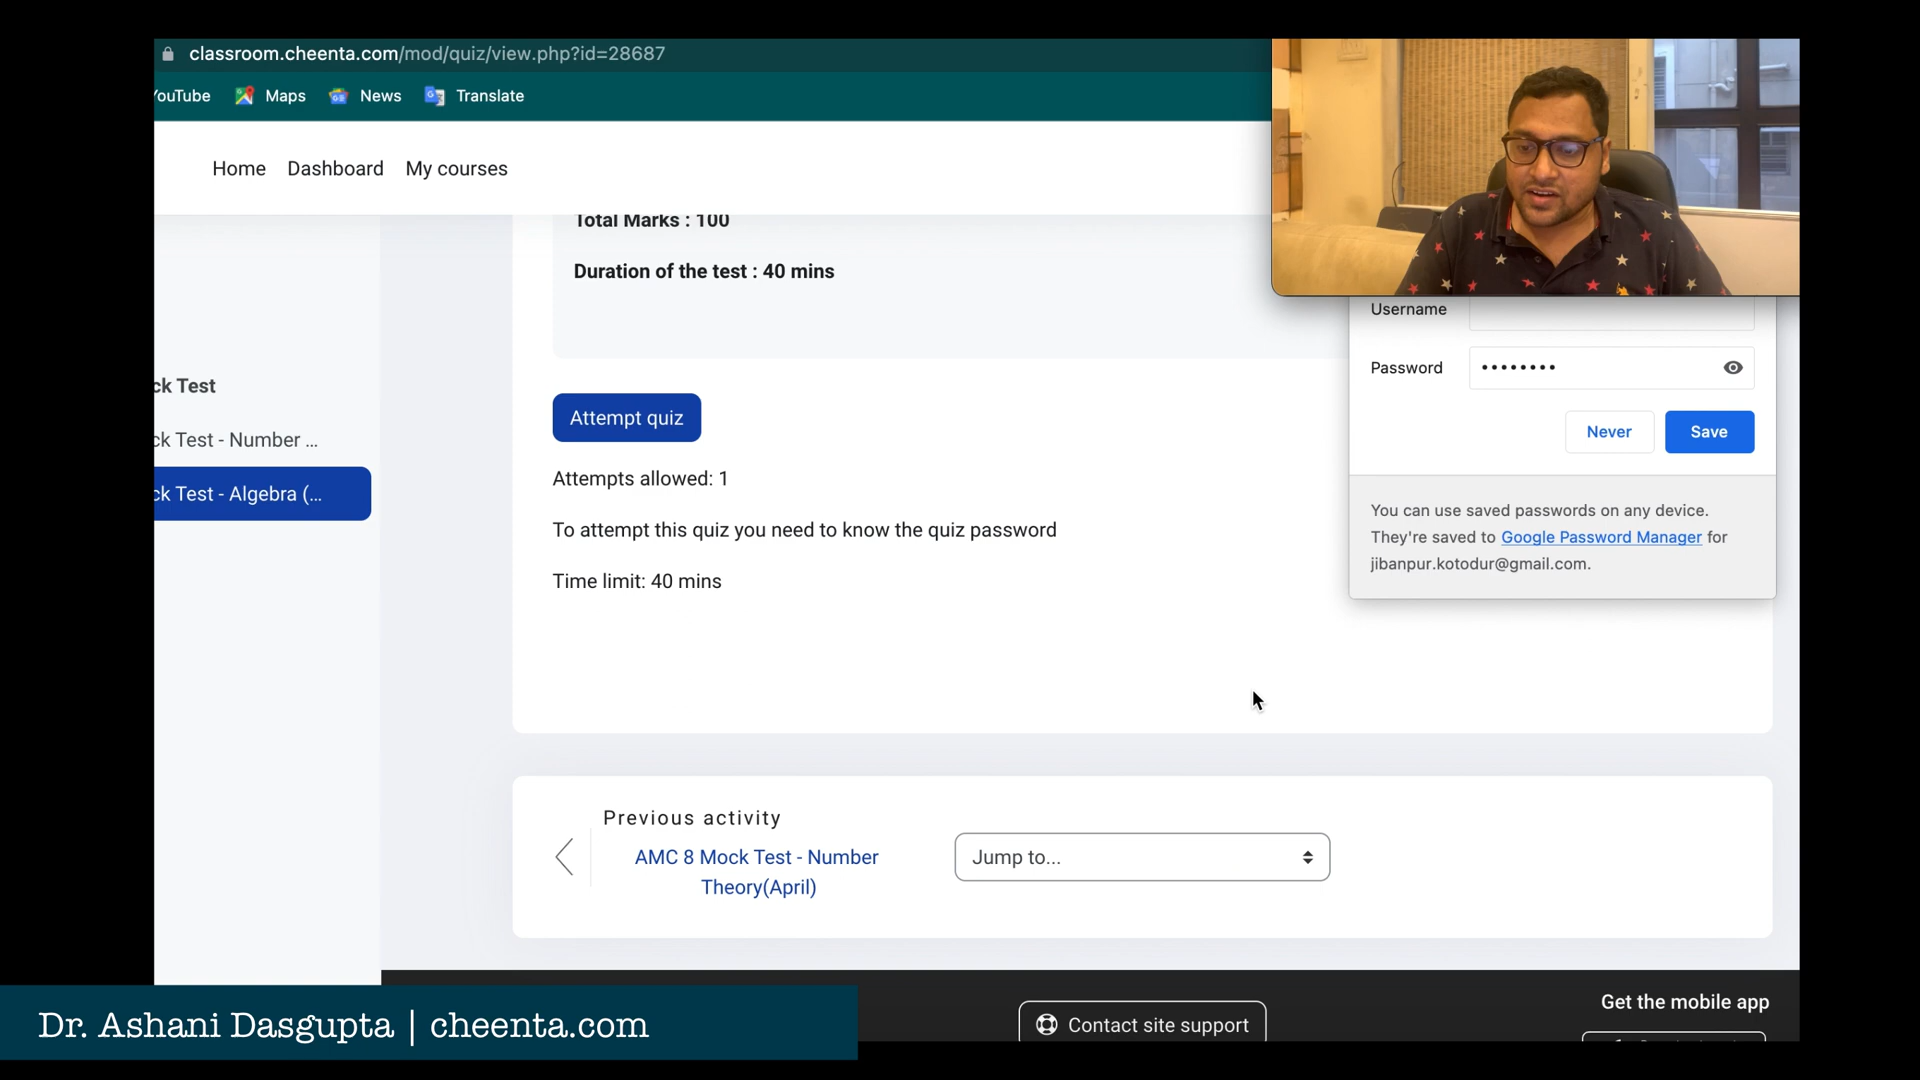 classroom.cheenta.com/mod/quiz/view.php?id=28687
YouTube Maps News Translate
Home Dashboard My courses
Total Marks : 100
Duration of the test : 40 mins
Username
Password ••••••••
Never Save
You can use saved passwords on any device.
They're saved to Google Password Manager for
jibanpur.kotodur@gmail.com.
ck Test
ck Test - Number ...
ck Test - Algebra (...
Attempt quiz
Attempts allowed: 1
To attempt this quiz you need to know the quiz password
Time limit: 40 mins
Previous activity
AMC 8 Mock Test - Number
Theory(April)
Jump to...
Contact site support
Get the mobile app
Dr. Ashani Dasgupta | cheenta.com